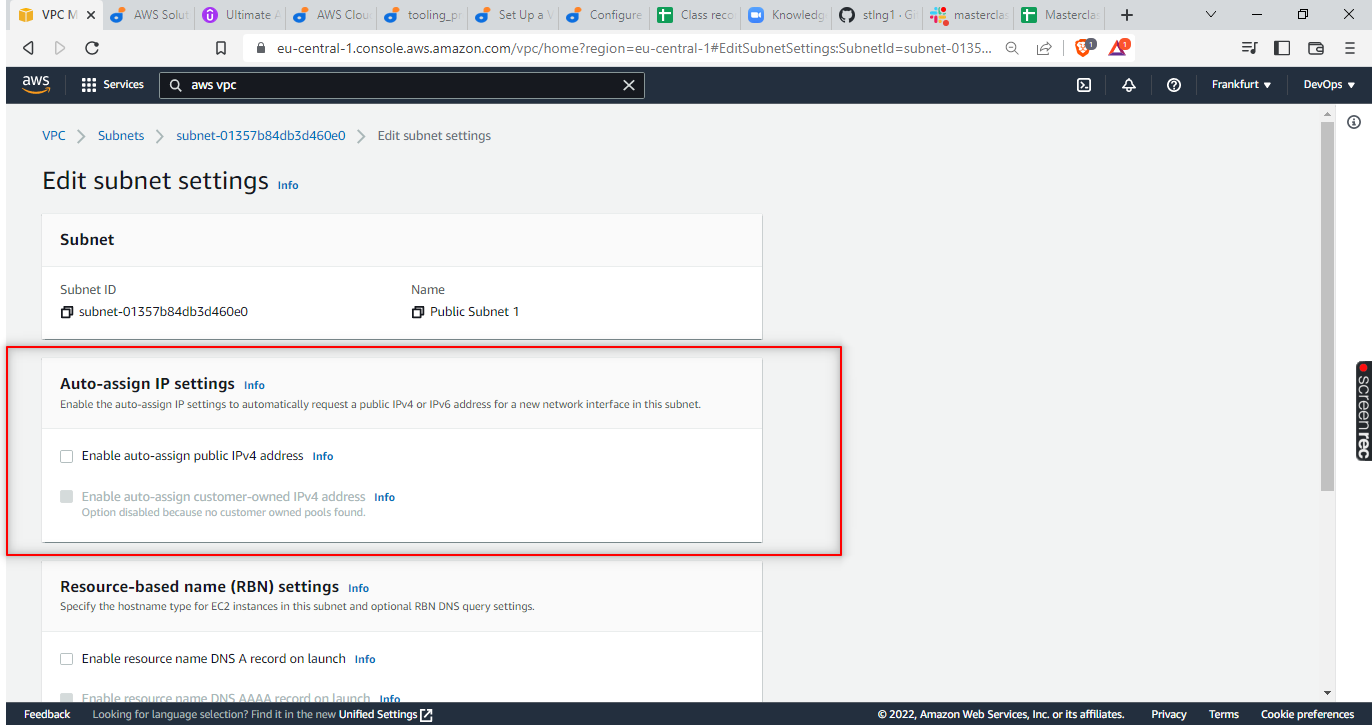 VPC M
AWS Solut
Ultimate A
AWS Clou
tooling_pr
Set Up a V
Configure
Class reco
Knowledg
stlng1 · Gi
masterclas
Masterclas
eu-central-1.console.aws.amazon.com/vpc/home?region=eu-central-1#EditSubnetSettings:SubnetId=subnet-0135...
1
1
aws
Services
aws vpc
Frankfurt
DevOps
VPC
Subnets
subnet-01357b84db3d460e0
Edit subnet settings
Edit subnet settings Info
Subnet
Subnet ID
Name
subnet-01357b84db3d460e0
Public Subnet 1
Auto-assign IP settings Info
Enable the auto-assign IP settings to automatically request a public IPv4 or IPv6 address for a new network interface in this subnet.
Enable auto-assign public IPv4 address Info
Enable auto-assign customer-owned IPv4 address Info
Option disabled because no customer owned pools found.
Resource-based name (RBN) settings Info
Specify the hostname type for EC2 instances in this subnet and optional RBN DNS query settings.
Enable resource name DNS A record on launch Info
Enable resource name DNS AAAA record on launch Info
screenrec
Feedback
Looking for language selection? Find it in the new Unified Settings
© 2022, Amazon Web Services, Inc. or its affiliates.
Privacy
Terms
Cookie preferences